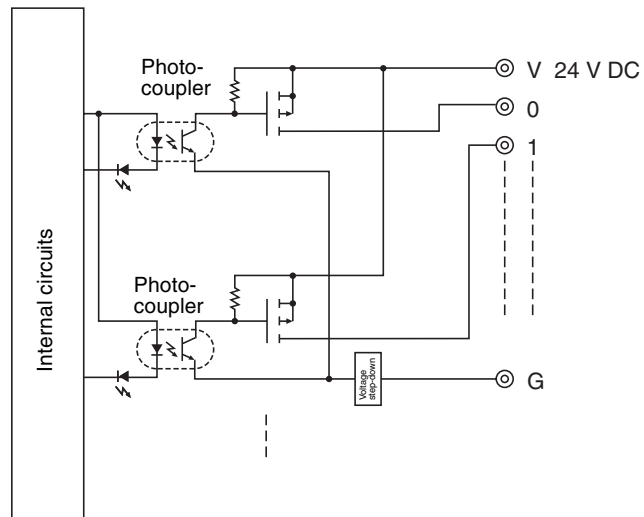 Photo-
coupler
V 24 V DC
0
1
Internal circuits
Photo-
coupler
Voltage
step-down
G